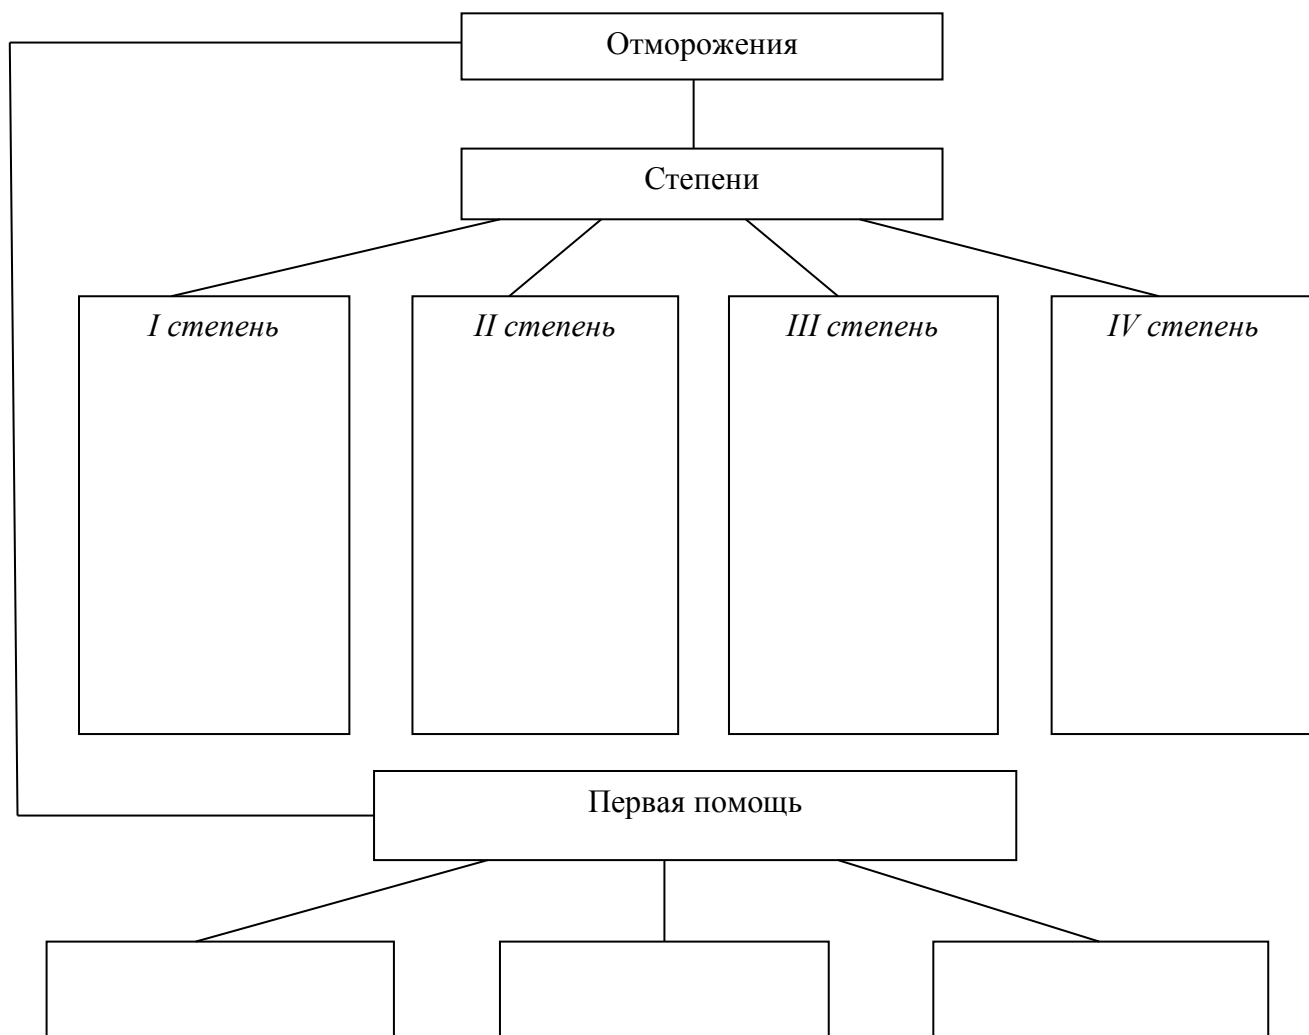 Отморожения
Степени
I степень
II степень
III степень
IV степень
Первая помощь